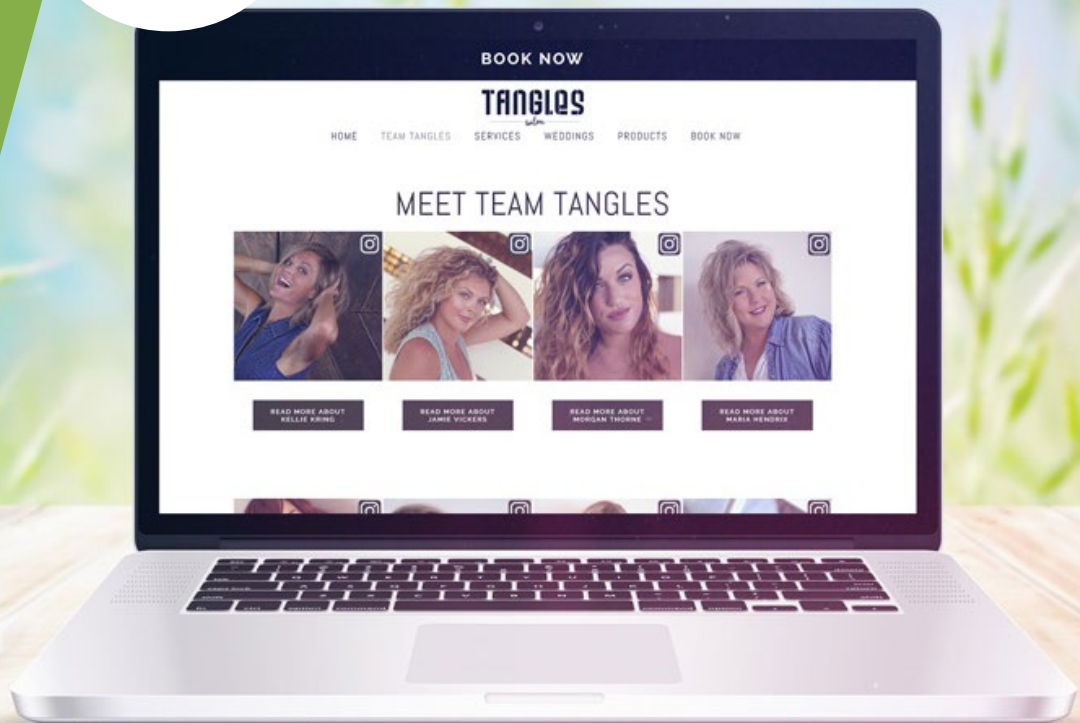 BOOK NOW
TANGLES
salon
HOME TEAM TANGLES SERVICES WEDDINGS PRODUCTS BOOK NOW
MEET TEAM TANGLES
READ MORE ABOUT
KELLIE KRING
READ MORE ABOUT
JAMIE VICKERS
READ MORE ABOUT
MORGAN THORNE
READ MORE ABOUT
MARIA HENDRIX